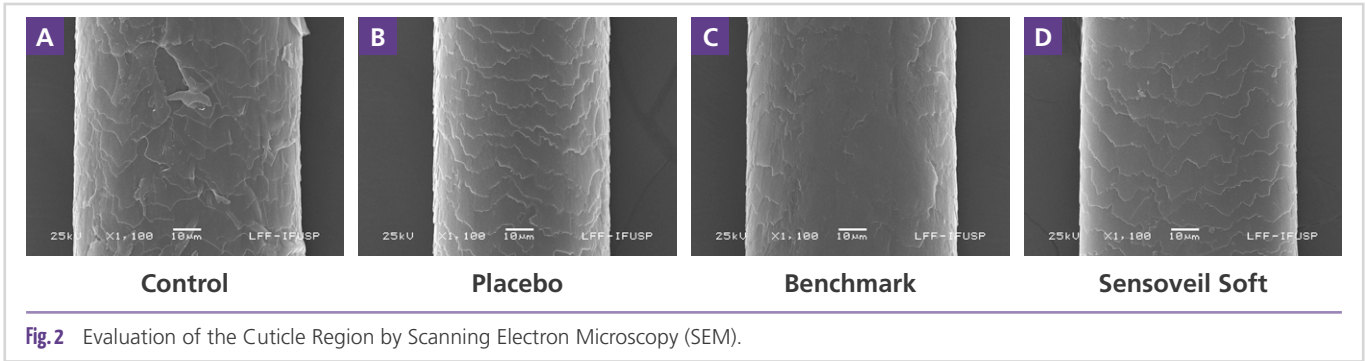 A
B
C
D
25kV X1,100 10µm LFF-IFUSP
25kV X1,100 10µm LFF-IFUSP
25kV X1,100 10µm LFF-IFUSP
25kV X1,100 10µm LFF-IFUSP
Control
Placebo
Benchmark
Sensoveil Soft
Fig. 2 Evaluation of the Cuticle Region by Scanning Electron Microscopy (SEM).